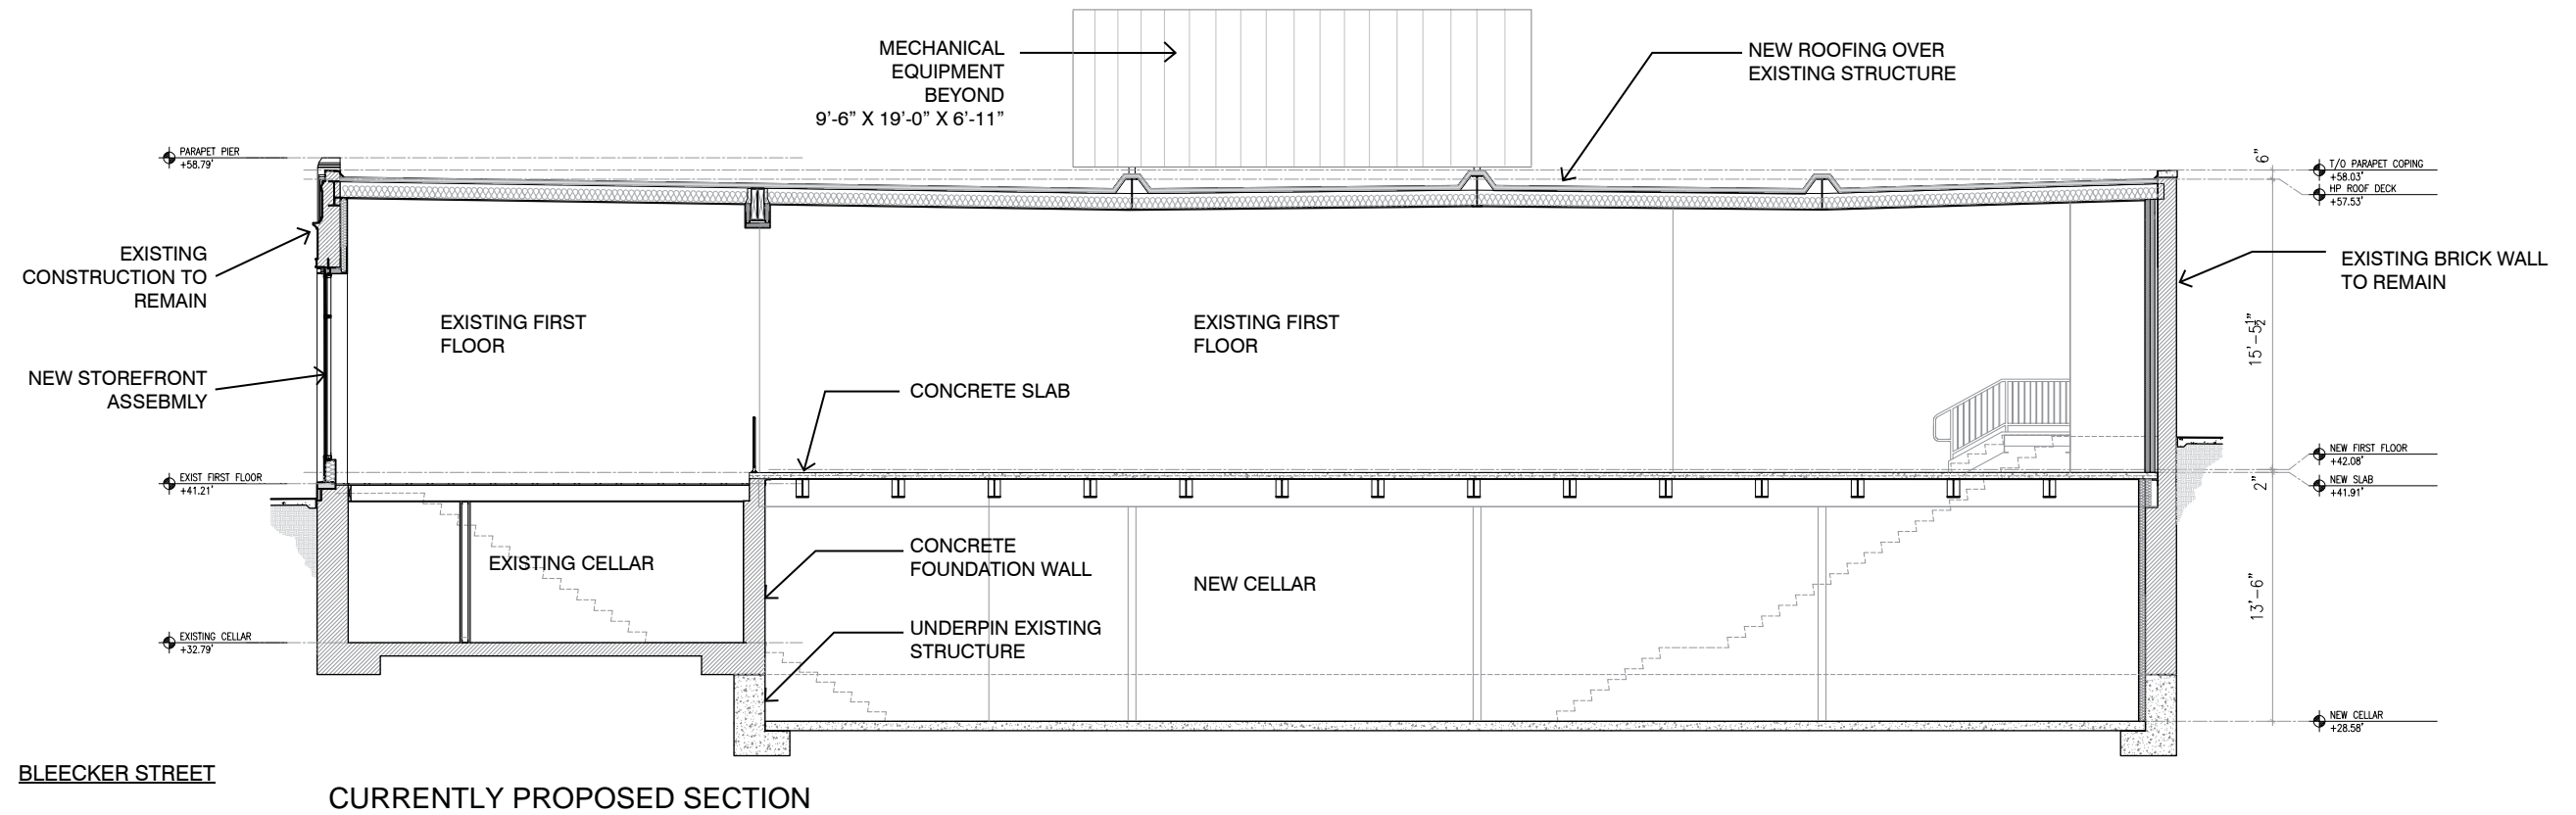 MECHANICAL
EQUIPMENT
BEYOND
9'-6” X 19'-0” X 6'-11”
NEW ROOFING OVER
EXISTING STRUCTURE
PARAPET PIER
+58.79'
6"
T/O PARAPET COPING
+58.03'
HP ROOF DECK
+57.53'
EXISTING
CONSTRUCTION TO
REMAIN
EXISTING BRICK WALL
TO REMAIN
EXISTING FIRST
FLOOR
EXISTING FIRST
FLOOR
15'-5½"
NEW STOREFRONT
ASSEBMLY
CONCRETE SLAB
EXIST FIRST FLOOR
+41.21'
NEW FIRST FLOOR
+42.08'
2"
NEW SLAB
+41.91'
EXISTING CELLAR
CONCRETE
FOUNDATION WALL
NEW CELLAR
13'-6"
UNDERPIN EXISTING
STRUCTURE
EXISTING CELLAR
+32.79'
NEW CELLAR
+28.58'
BLEECKER STREET
CURRENTLY PROPOSED SECTION